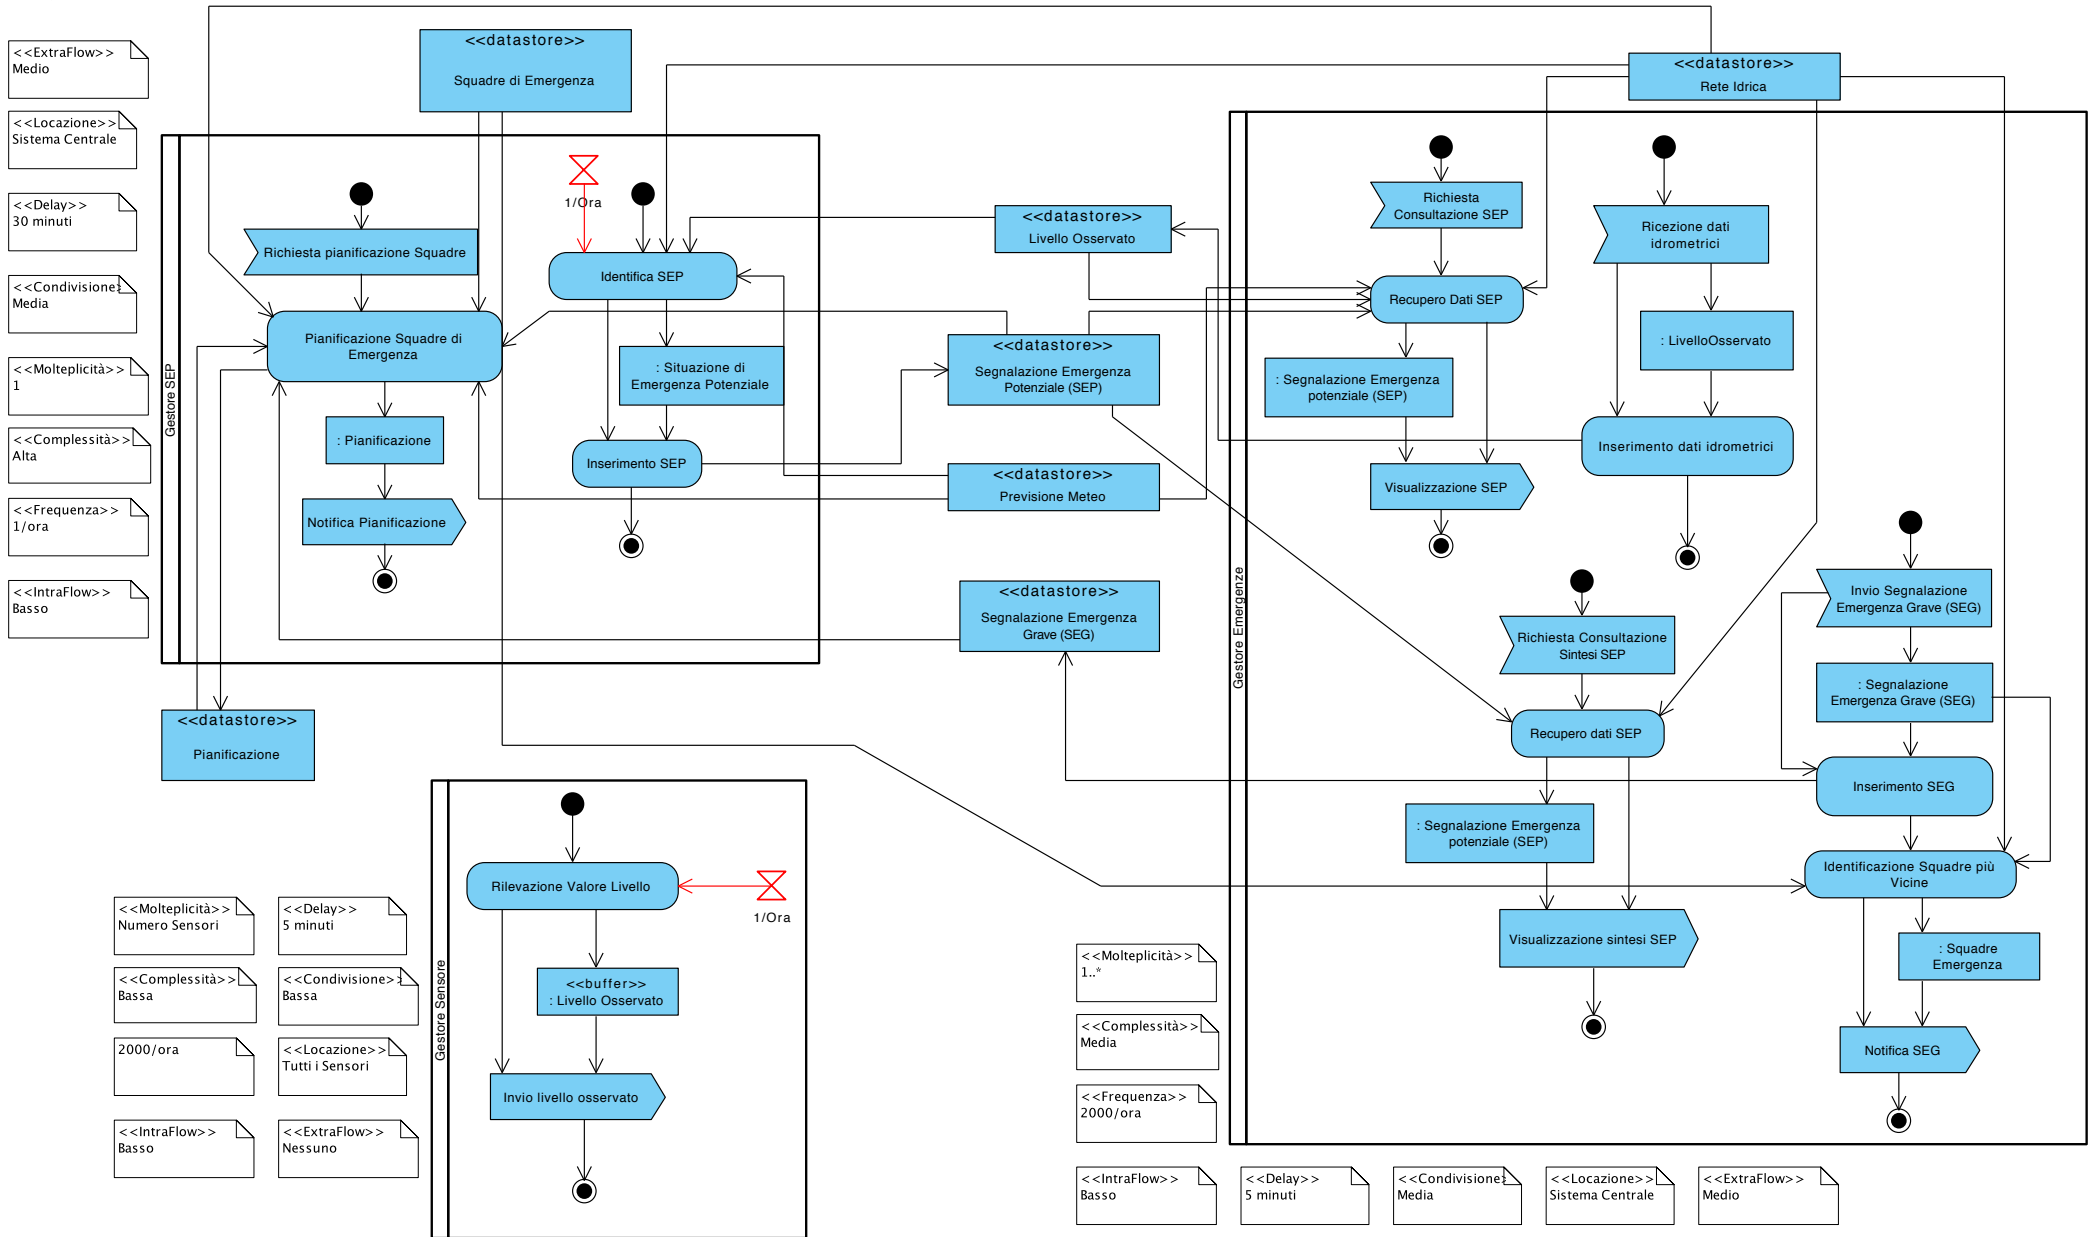 <<ExtraFlow>>
Medio
<<Locazione>>
Sistema Centrale
<<Delay>>
30 minuti
<<Condivisione>
Media
<<Molteplicità>>
1
<<Complessità>>
Alta
<<Frequenza>>
1/ora
<<IntraFlow>>
Basso
<<datastore>>
Squadre di Emergenza
<<datastore>>
Rete Idrica
Gestore SEP
1/Ora
Richiesta pianificazione Squadre
Identifica SEP
Pianificazione Squadre di
Emergenza
: Situazione di
Emergenza Potenziale
: Pianificazione
Inserimento SEP
Notifica Pianificazione
<<datastore>>
Pianificazione
<<datastore>>
Livello Osservato
<<datastore>>
Segnalazione Emergenza
Potenziale (SEP)
<<datastore>>
Previsione Meteo
<<datastore>>
Segnalazione Emergenza
Grave (SEG)
Gestore Emergenze
Richiesta
Consultazione SEP
Ricezione dati
idrometrici
Recupero Dati SEP
: LivelloOsservato
: Segnalazione Emergenza
potenziale (SEP)
Inserimento dati idrometrici
Visualizzazione SEP
Richiesta Consultazione
Sintesi SEP
Invio Segnalazione
Emergenza Grave (SEG)
: Segnalazione
Emergenza Grave (SEG)
Recupero dati SEP
Inserimento SEG
: Segnalazione Emergenza
potenziale (SEP)
Identificazione Squadre più
Vicine
Visualizzazione sintesi SEP
: Squadre
Emergenza
Notifica SEG
Gestore Sensore
Rilevazione Valore Livello
1/Ora
<<buffer>>
: Livello Osservato
Invio livello osservato
<<Molteplicità>>
Numero Sensori
<<Delay>>
5 minuti
<<Complessità>>
Bassa
<<Condivisione>>
Bassa
2000/ora
<<Locazione>>
Tutti i Sensori
<<IntraFlow>>
Basso
<<ExtraFlow>>
Nessuno
<<Molteplicità>>
1..*
<<Complessità>>
Media
<<Frequenza>>
2000/ora
<<IntraFlow>>
Basso
<<Delay>>
5 minuti
<<Condivisione>
Media
<<Locazione>>
Sistema Centrale
<<ExtraFlow>>
Medio